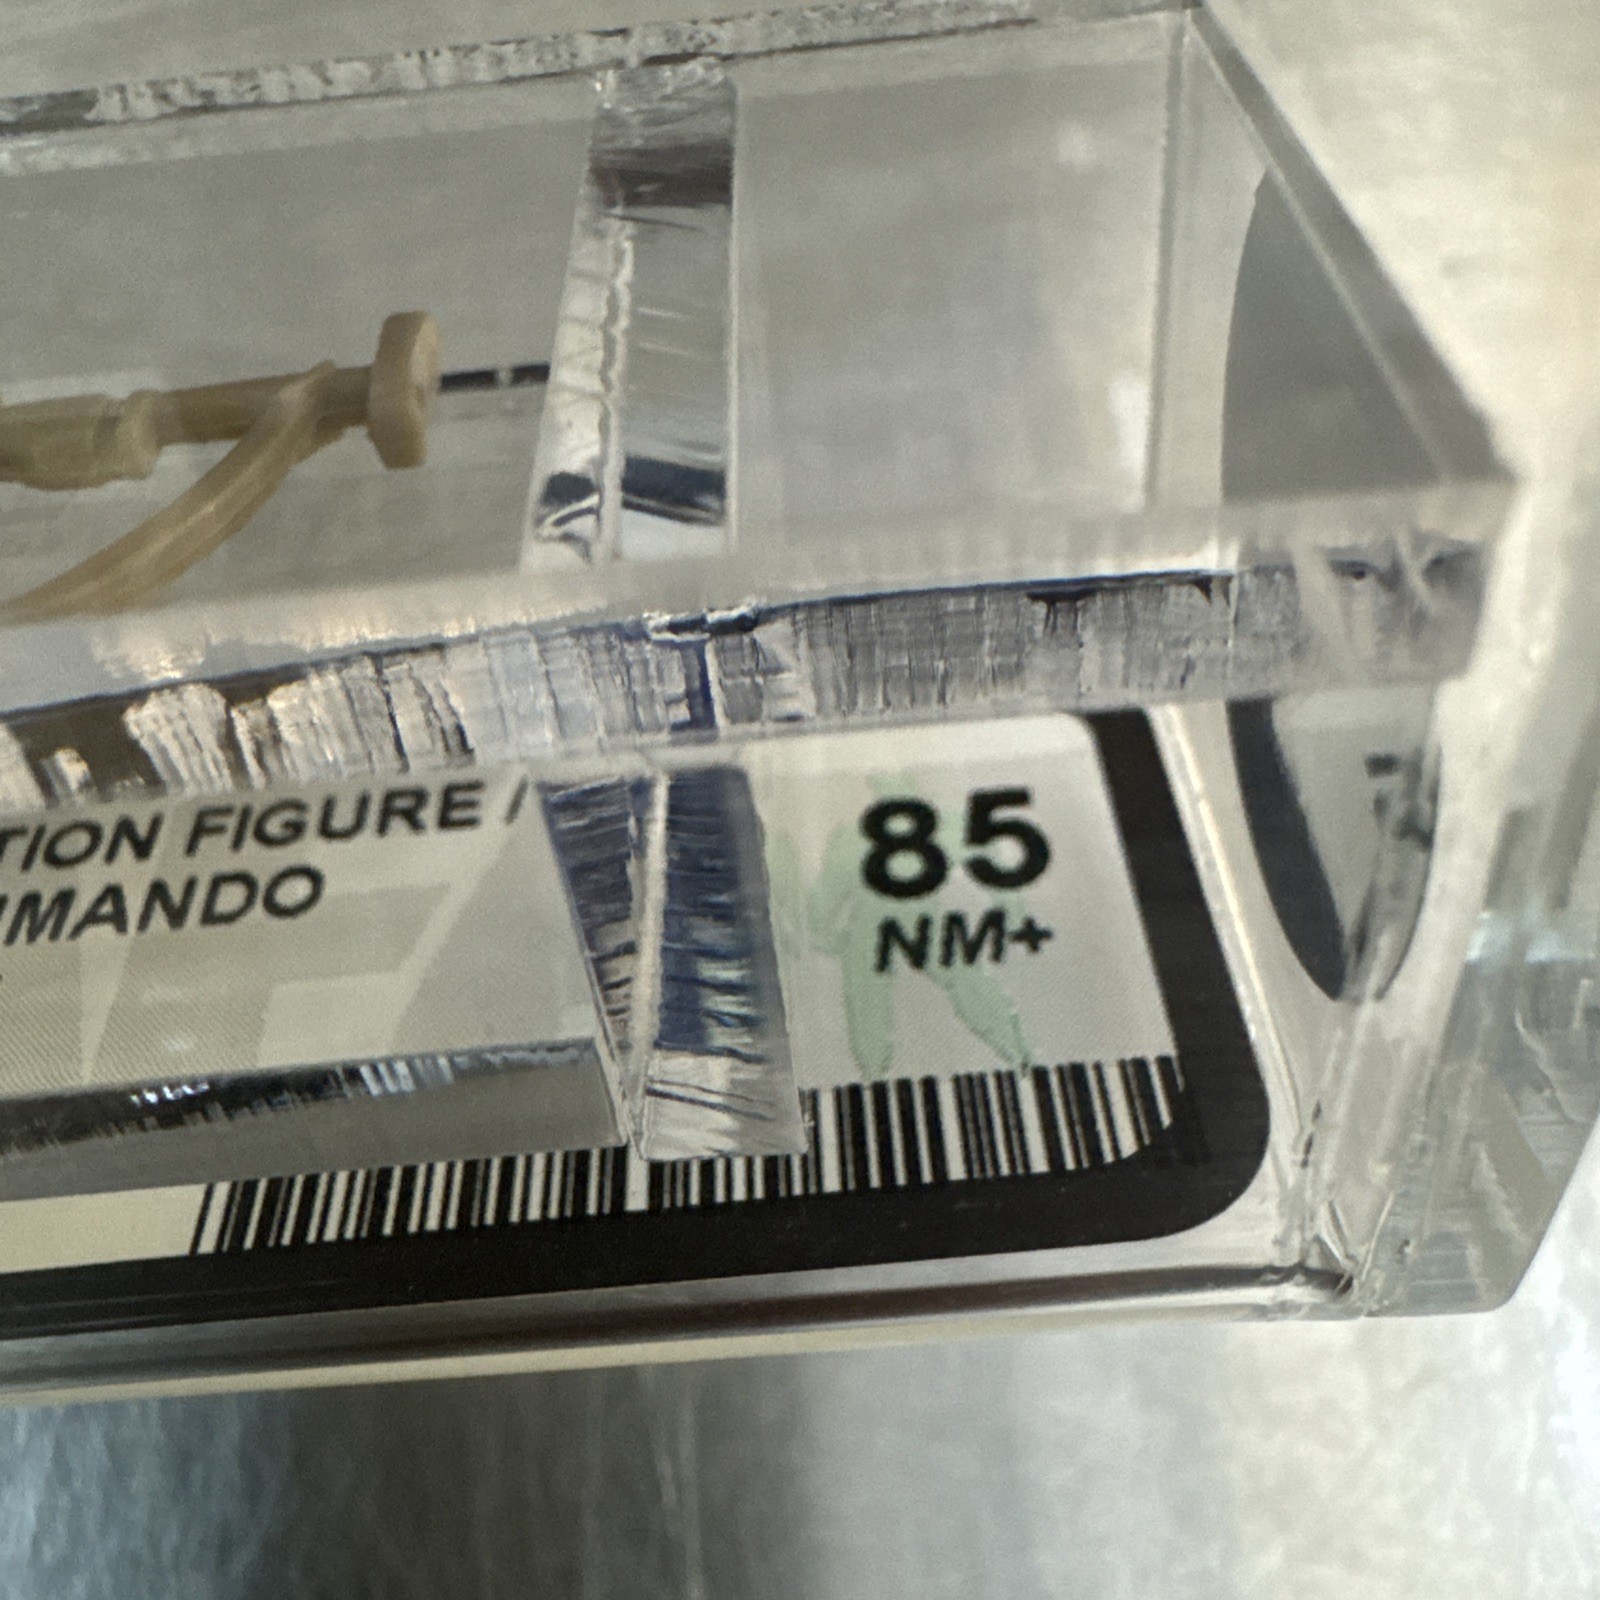 TION FIGURE /
MANDO
85
NM+